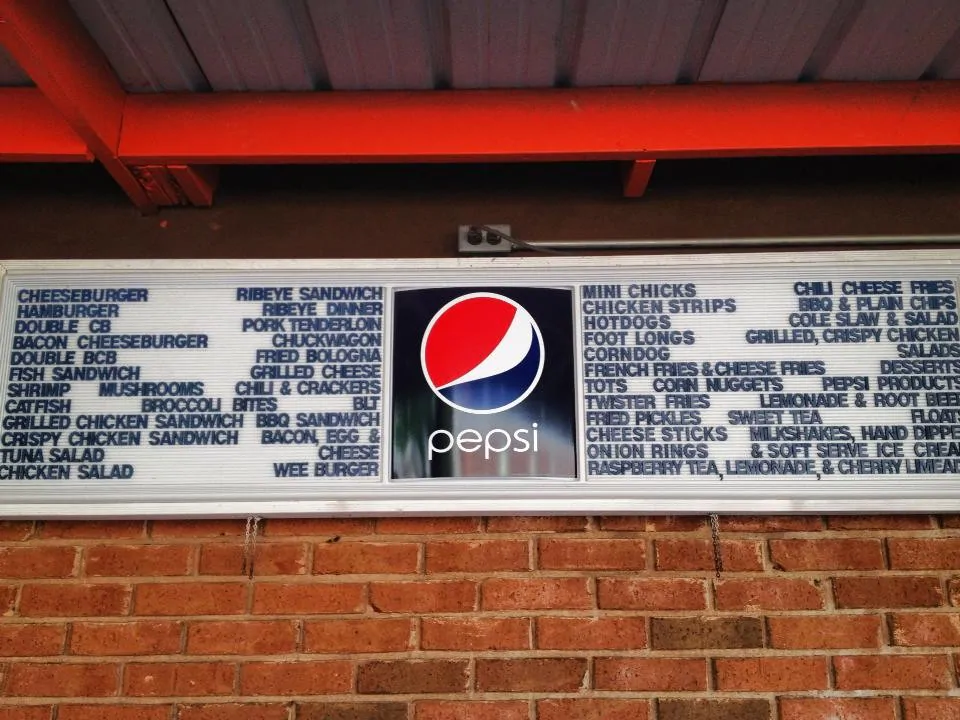 CHEESEBURGER RIBEYE SANDWICH
HAMBURGER RIBEYE DINNER
DOUBLE CB PORK TENDERLOIN
BACON CHEESEBURGER CHUCKWAGON
DOUBLE BCB FRIED BOLOGNA
FISH SANDWICH GRILLED CHEESE
SHRIMP MUSHROOMS CHILI & CRACKERS
CATFISH BROCCOLI BITES BLT
GRILLED CHICKEN SANDWICH BBQ SANDWICH
CRISPY CHICKEN SANDWICH BACON, EGG &
TUNA SALAD CHEESE
CHICKEN SALAD WEE BURGER
pepsi
MINI CHICKS CHILI CHEESE FRIES
CHICKEN STRIPS BBQ & PLAIN CHIPS
HOTDOGS COLE SLAW & SALAD
FOOT LONGS GRILLED, CRISPY CHICKEN
CORNDOG SALADS
FRENCH FRIES & CHEESE FRIES DESSERTS
TOTS CORN NUGGETS PEPSI PRODUCTS
TWISTER FRIES LEMONADE & ROOT BEER
FRIED PICKLES SWEET TEA FLOATS
CHEESE STICKS MILKSHAKES, HAND DIPPE
ONION RINGS & SOFT SERVE ICE CREA
RASPBERRY TEA, LEMONADE, & CHERRY LIMEAD